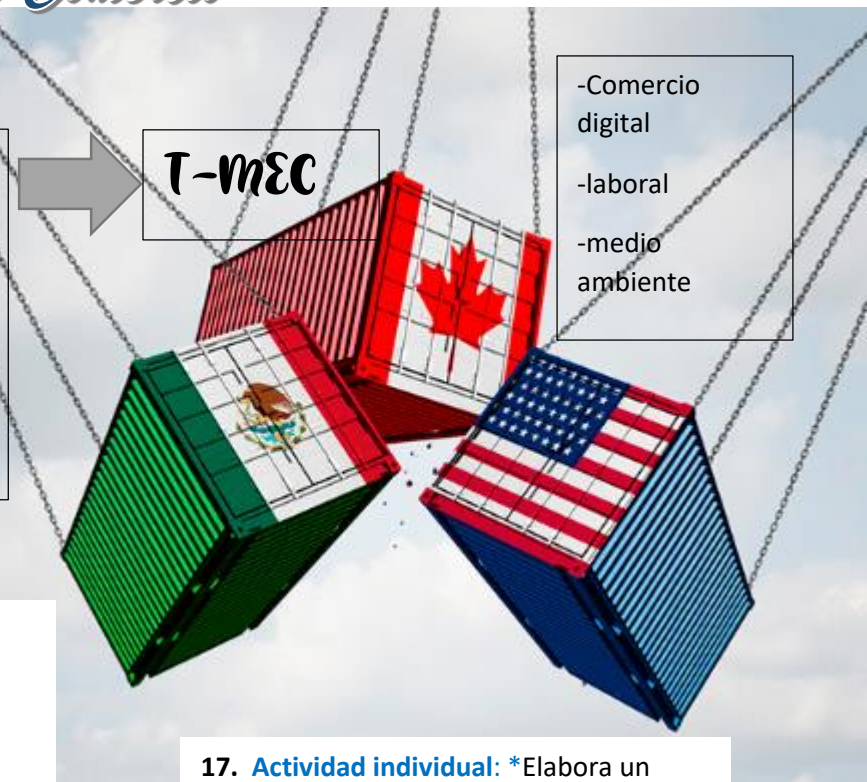 T-MEC
-Comercio
digital
-laboral
-medio
ambiente
17. Actividad individual: *Elabora un